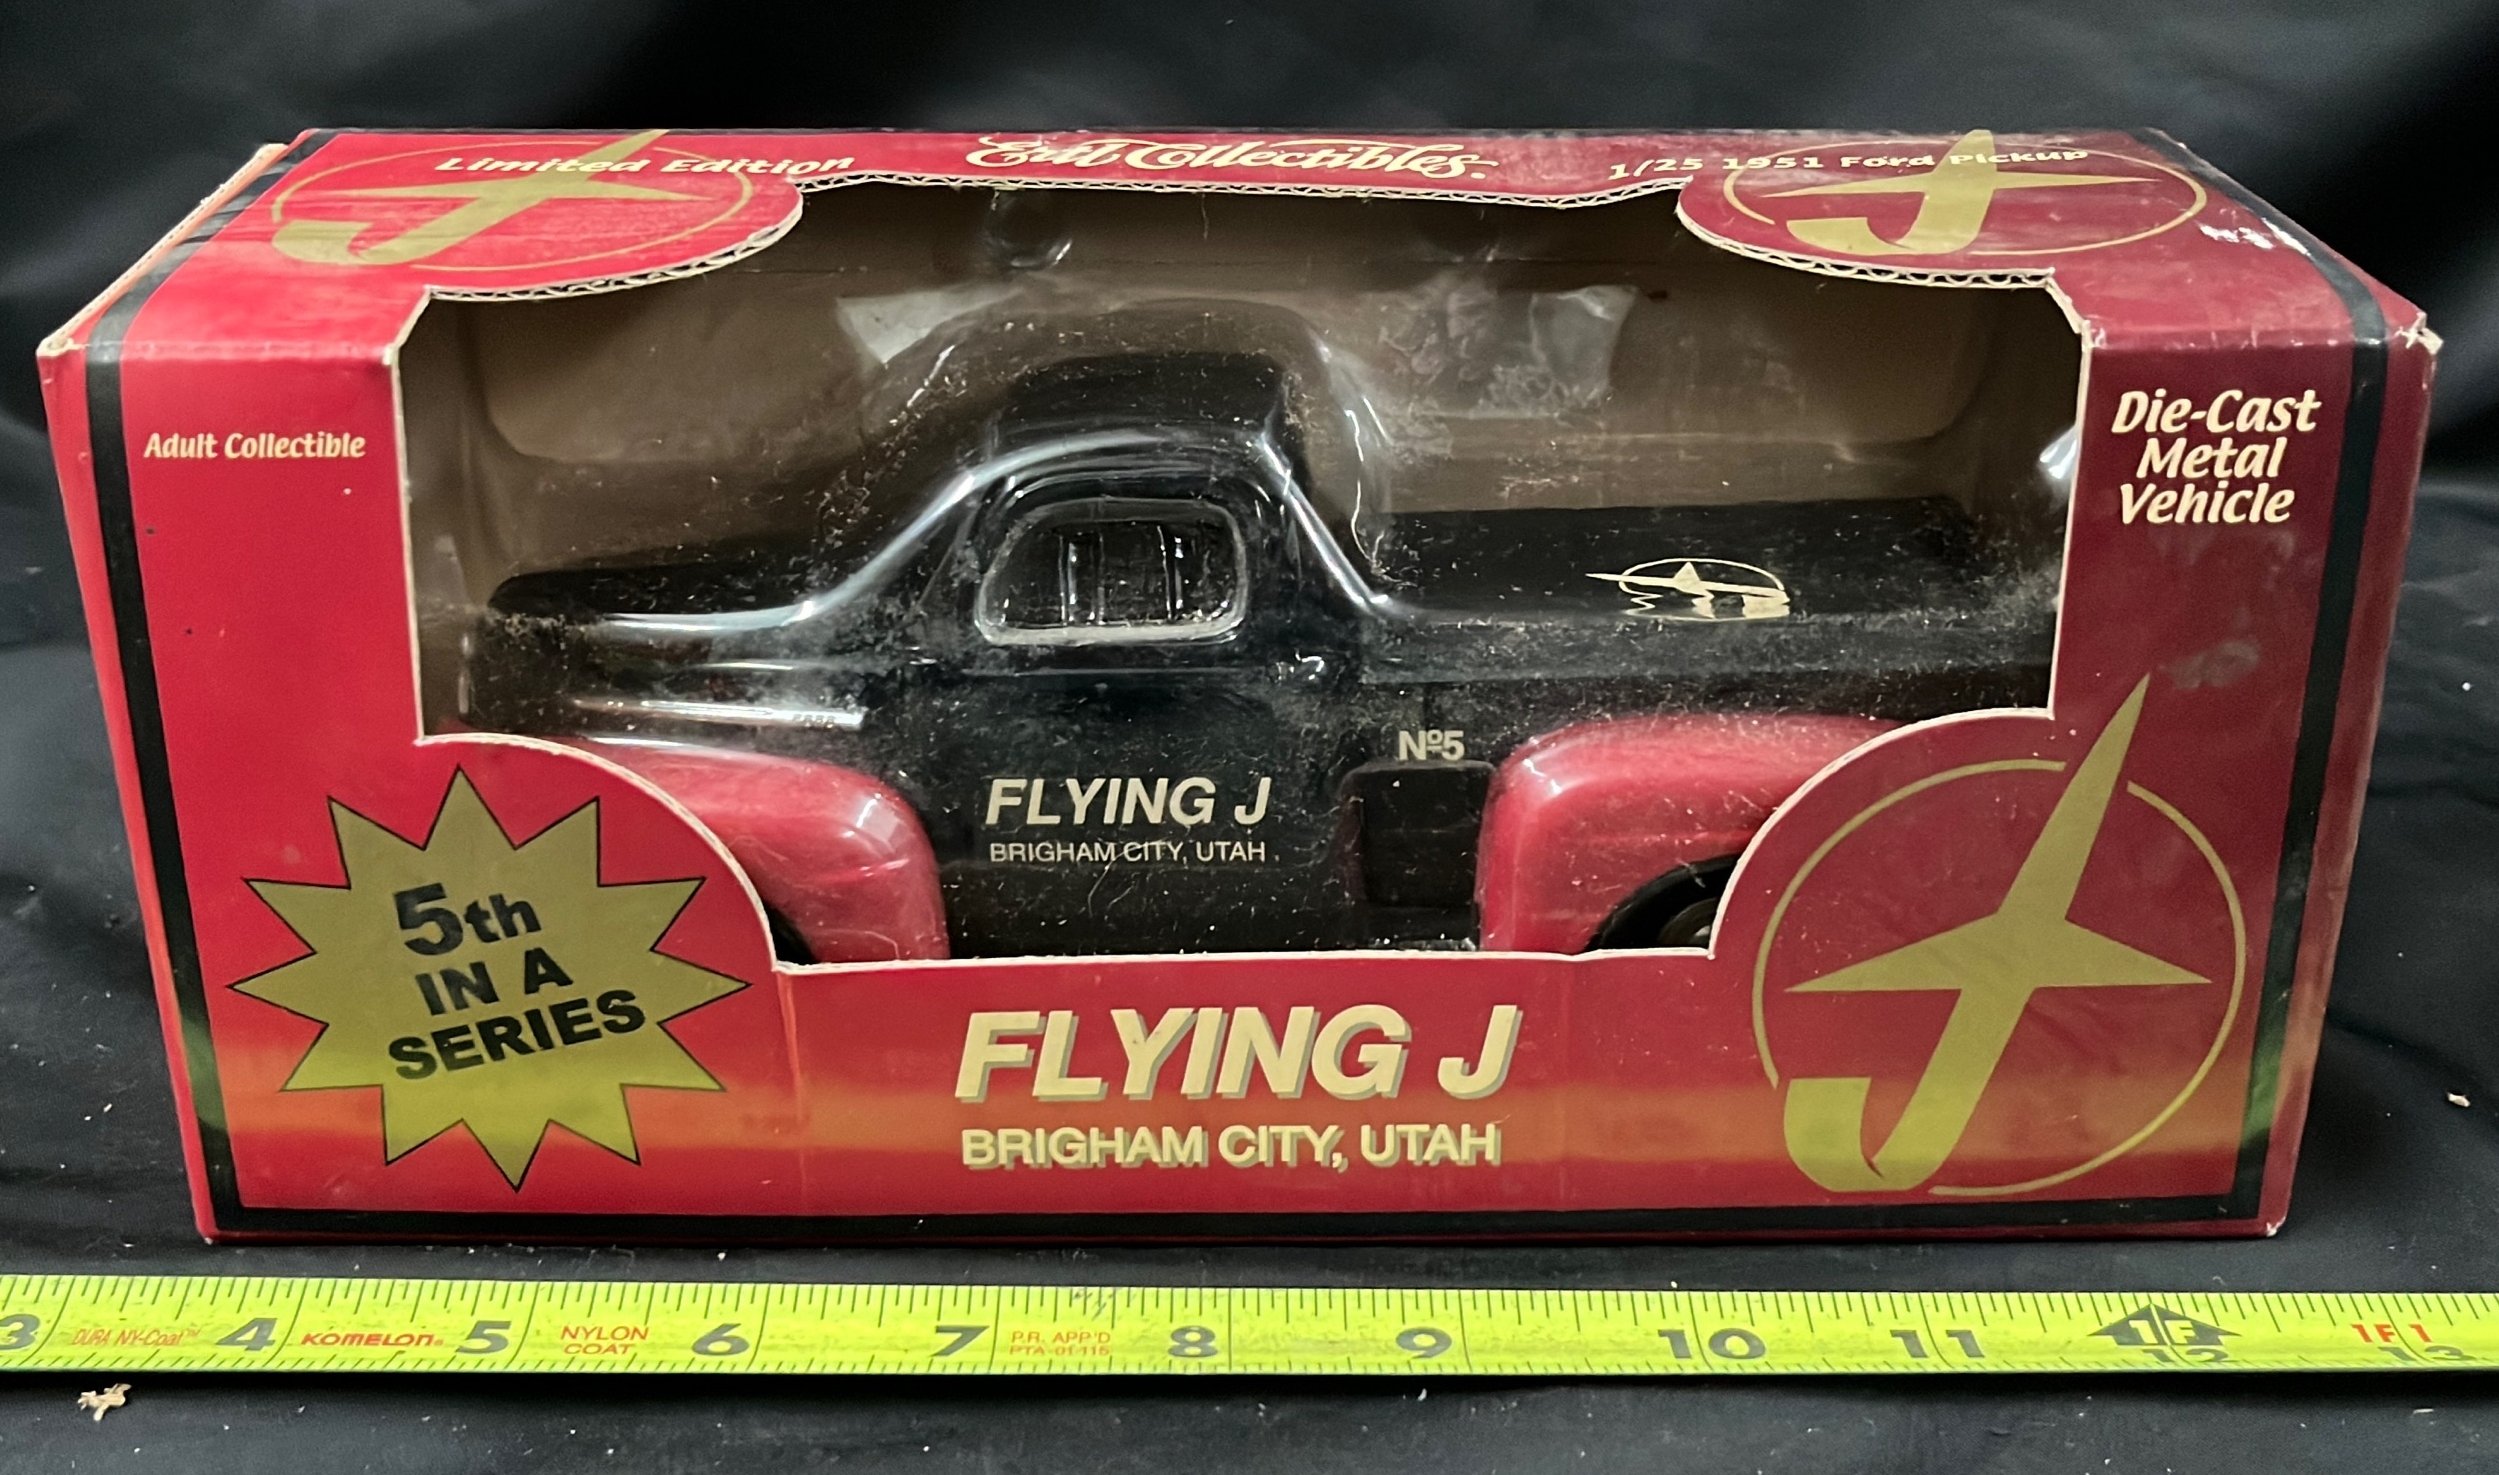 Limited Edition
Ertl Collectibles.
1/25 1951 Ford Pickup
Adult Collectible
Die-Cast
Metal
Vehicle
Nº5
FLYING J
BRIGHAM CITY, UTAH
5th
IN A
SERIES
FLYING J
BRIGHAM CITY, UTAH
3 DURA NY-Coat™ 4 KOMELON® 5 NYLON COAT 6 7 P.R. APP'D PTA 01115 8 9 10 11 1F 12 1F1 13